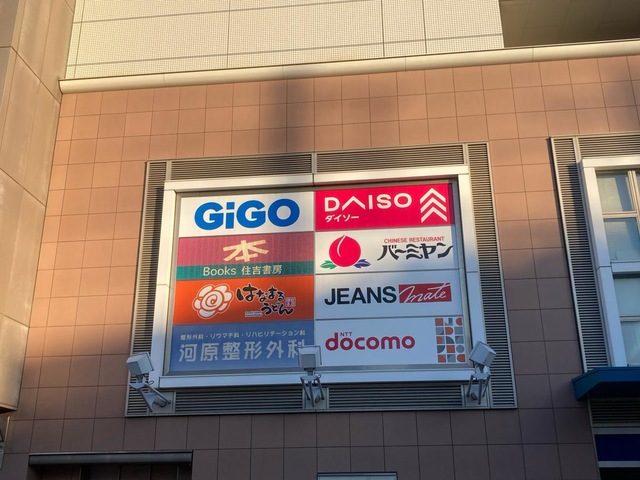 GiGO
DAISO
ダイソー
本
Books 住吉書房
CHINESE RESTAURANT
バーミヤン
はなまる
うどん
JEANS mate
整形外科・リウマチ科・リハビリテーション科
河原整形外科
NTT
döcomo